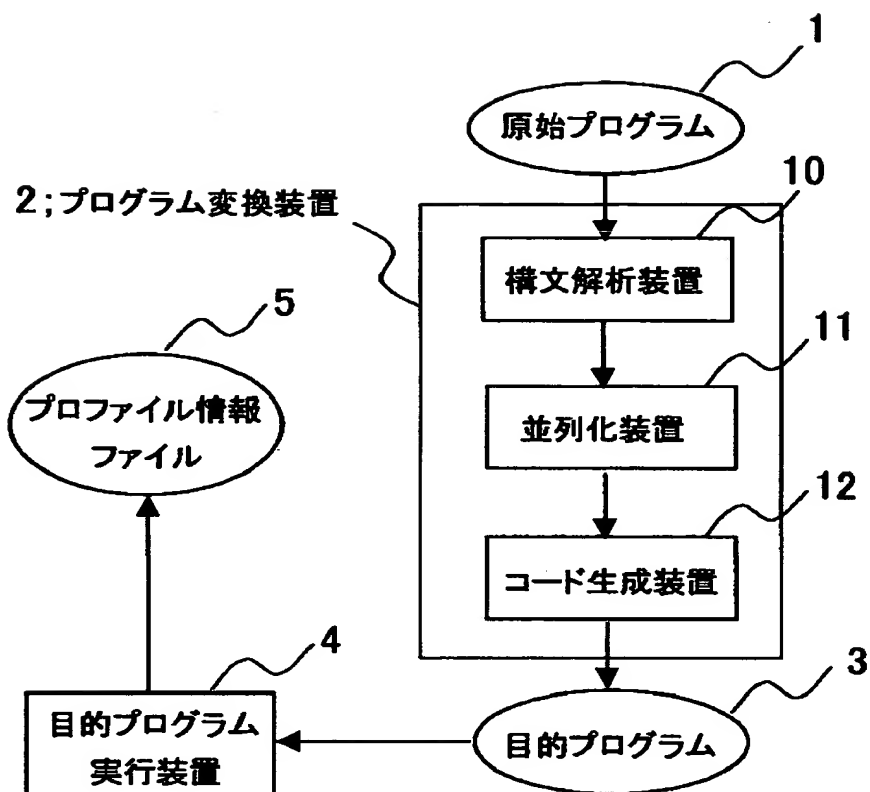 1
原始プログラム
2;プログラム変換装置
10
構文解析装置
5
11
プロファイル情報
ファイル
並列化装置
12
コード生成装置
4
3
目的プログラム
実行装置
目的プログラム